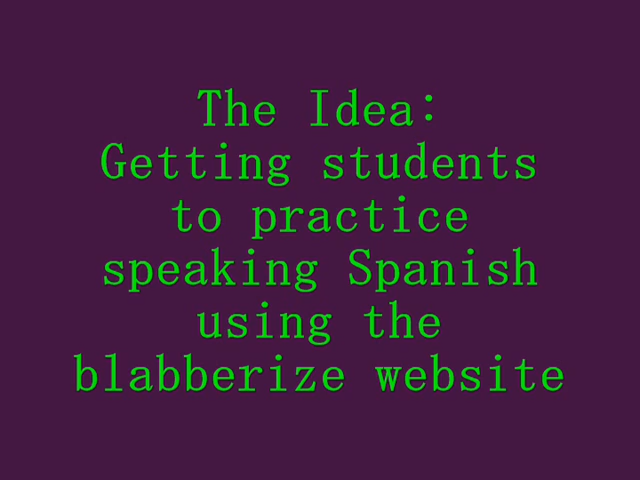 The Idea:
Getting students
to practice
speaking Spanish
using the
blabberize website